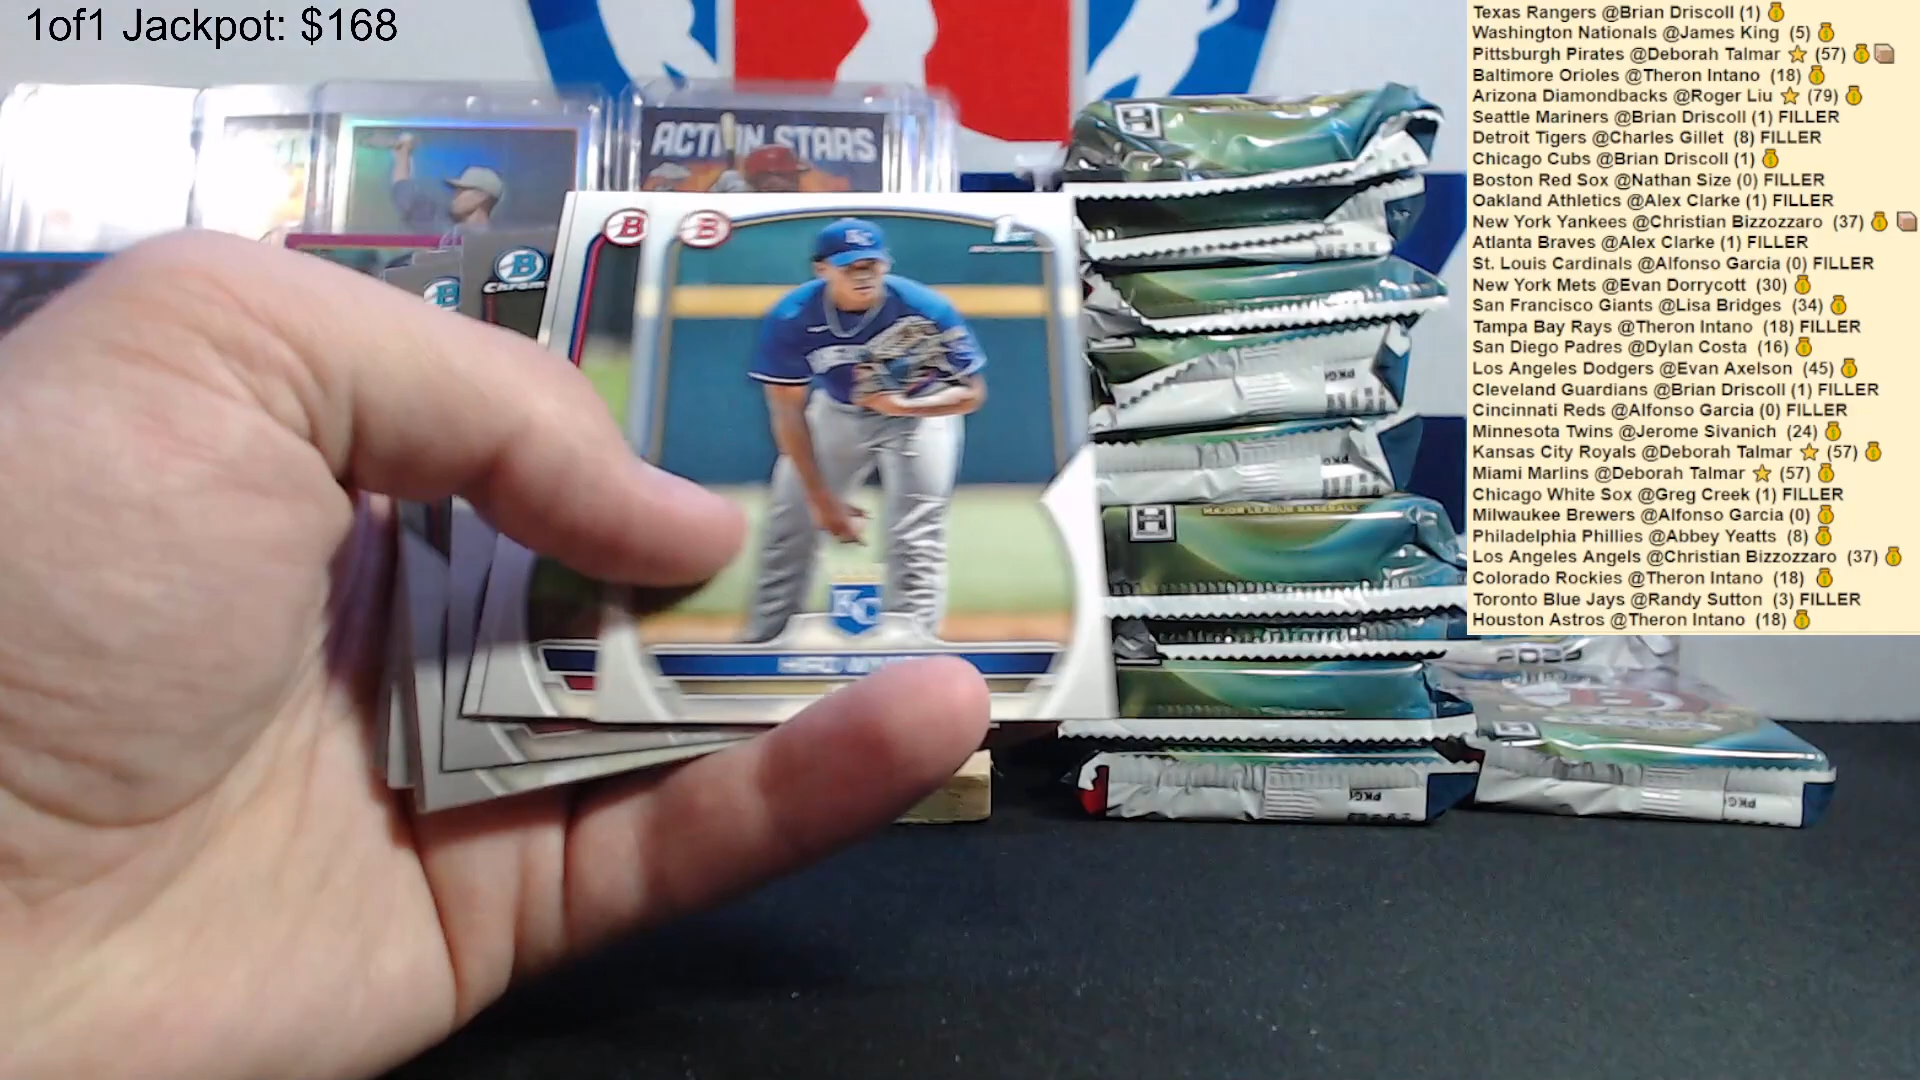 1of1 Jackpot: $168
Texas Rangers @Brian Driscoll (1)
Washington Nationals @James King (5)
Pittsburgh Pirates @Deborah Talmar (57)
Baltimore Orioles @Theron Intano (18)
Arizona Diamondbacks @Roger Liu (79)
Seattle Mariners @Brian Driscoll (1) FILLER
Detroit Tigers @Charles Gillet (8) FILLER
Chicago Cubs @Brian Driscoll (1)
Boston Red Sox @Nathan Size (0) FILLER
Oakland Athletics @Alex Clarke (1) FILLER
New York Yankees @Christian Bizzozzaro (37)
Atlanta Braves @Alex Clarke (1) FILLER
St. Louis Cardinals @Alfonso Garcia (0) FILLER
New York Mets @Evan Dorrycott (30)
San Francisco Giants @Lisa Bridges (34)
Tampa Bay Rays @Theron Intano (18) FILLER
San Diego Padres @Dylan Costa (16)
Los Angeles Dodgers @Evan Axelson (45)
Cleveland Guardians @Brian Driscoll (1) FILLER
Cincinnati Reds @Alfonso Garcia (0) FILLER
Minnesota Twins @Jerome Sivanich (24)
Kansas City Royals @Deborah Talmar (57)
Miami Marlins @Deborah Talmar (57)
Chicago White Sox @Greg Creek (1) FILLER
Milwaukee Brewers @Alfonso Garcia (0)
Philadelphia Phillies @Abbey Yeatts (8)
Los Angeles Angels @Christian Bizzozzaro (37)
Colorado Rockies @Theron Intano (18)
Toronto Blue Jays @Randy Sutton (3) FILLER
Houston Astros @Theron Intano (18)
ACTION STARS
B
Chrome
B
B
KC
KC
H
MAJOR LEAGUE BASEBALL
H